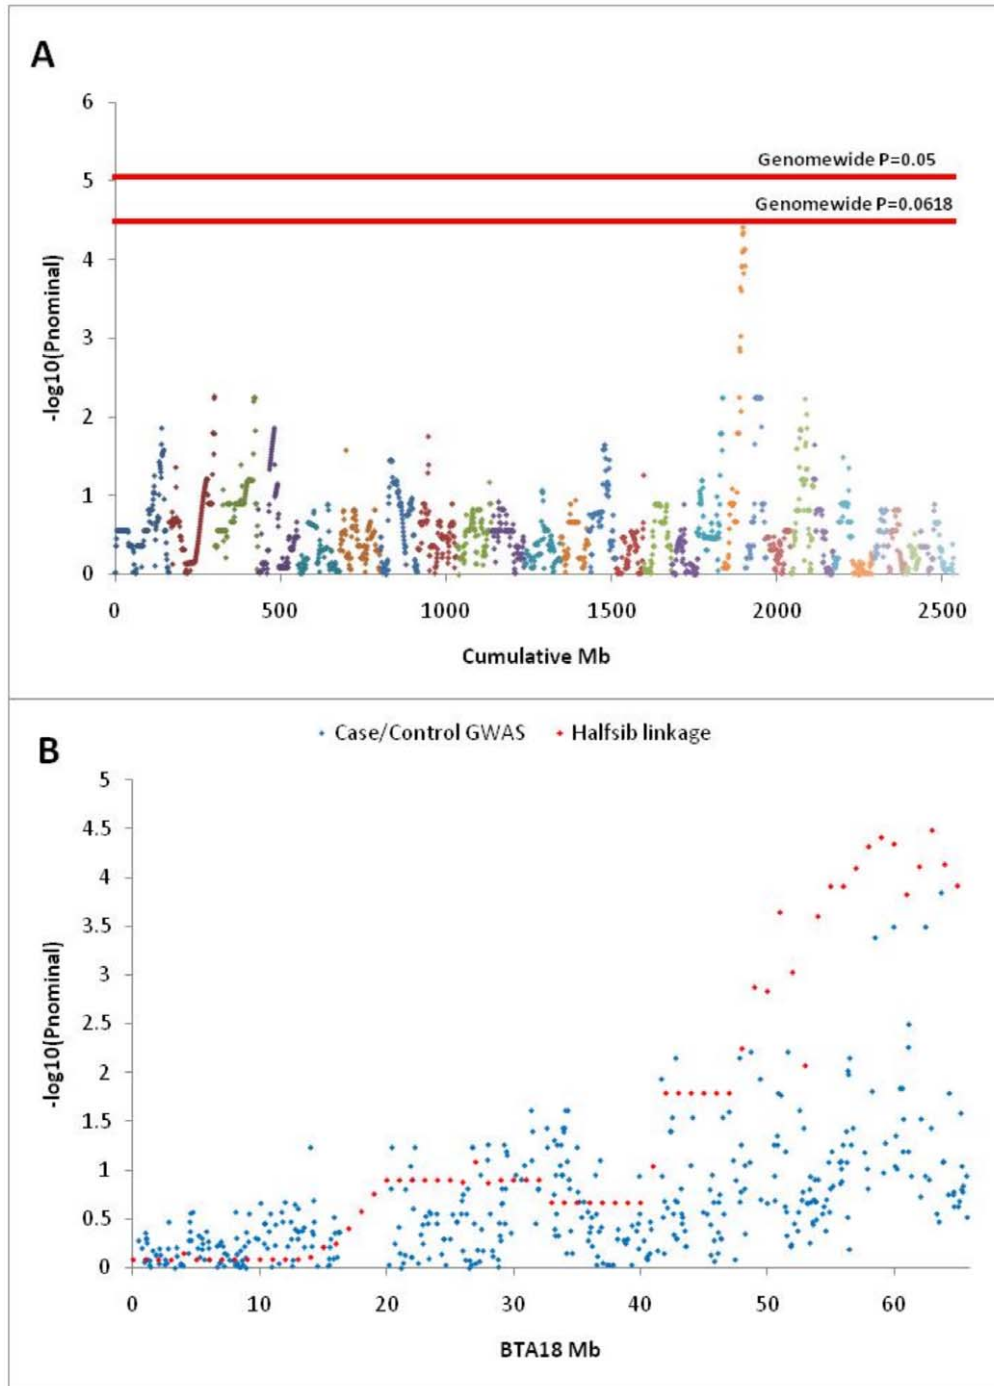 A
6
5
4
3
2
1
0
-log10(Pnominal)
Genomewide P=0.05
Genomewide P=0.0618
0 500 1000 1500 2000 2500
Cumulative Mb
B
Case/Control GWAS Halfsib linkage
5
4.5
4
3.5
3
2.5
2
1.5
1
0.5
0
-log10(Pnominal)
0 10 20 30 40 50 60
BTA18 Mb